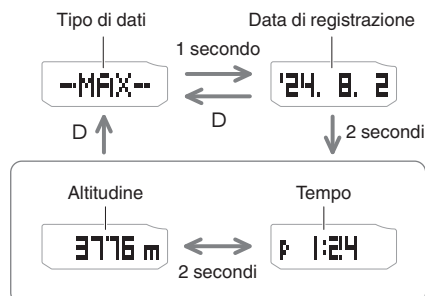 Tipo di dati
Data di registrazione
1 secondo
--MAX--
'24. 8. 2
D
D
2 secondi
Altitudine
Tempo
3776 m
P 1:24
2 secondi